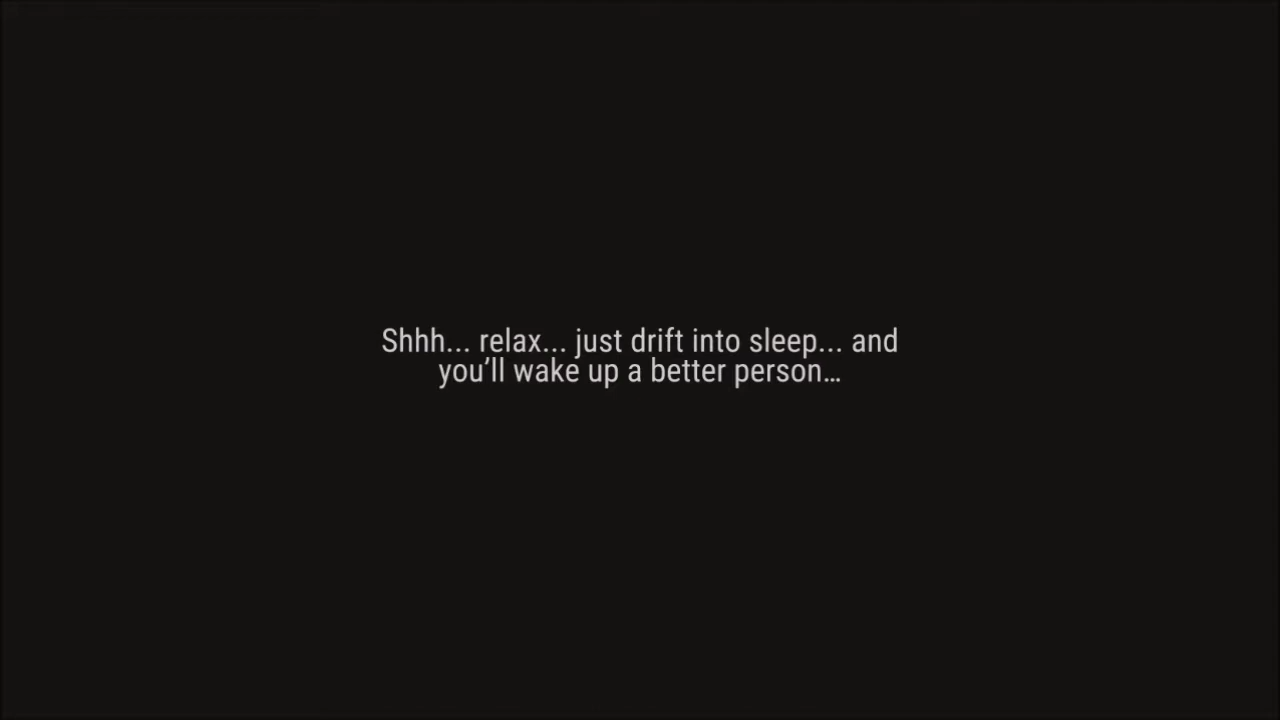 Shhh... relax... just drift into sleep... and
you’ll wake up a better person…